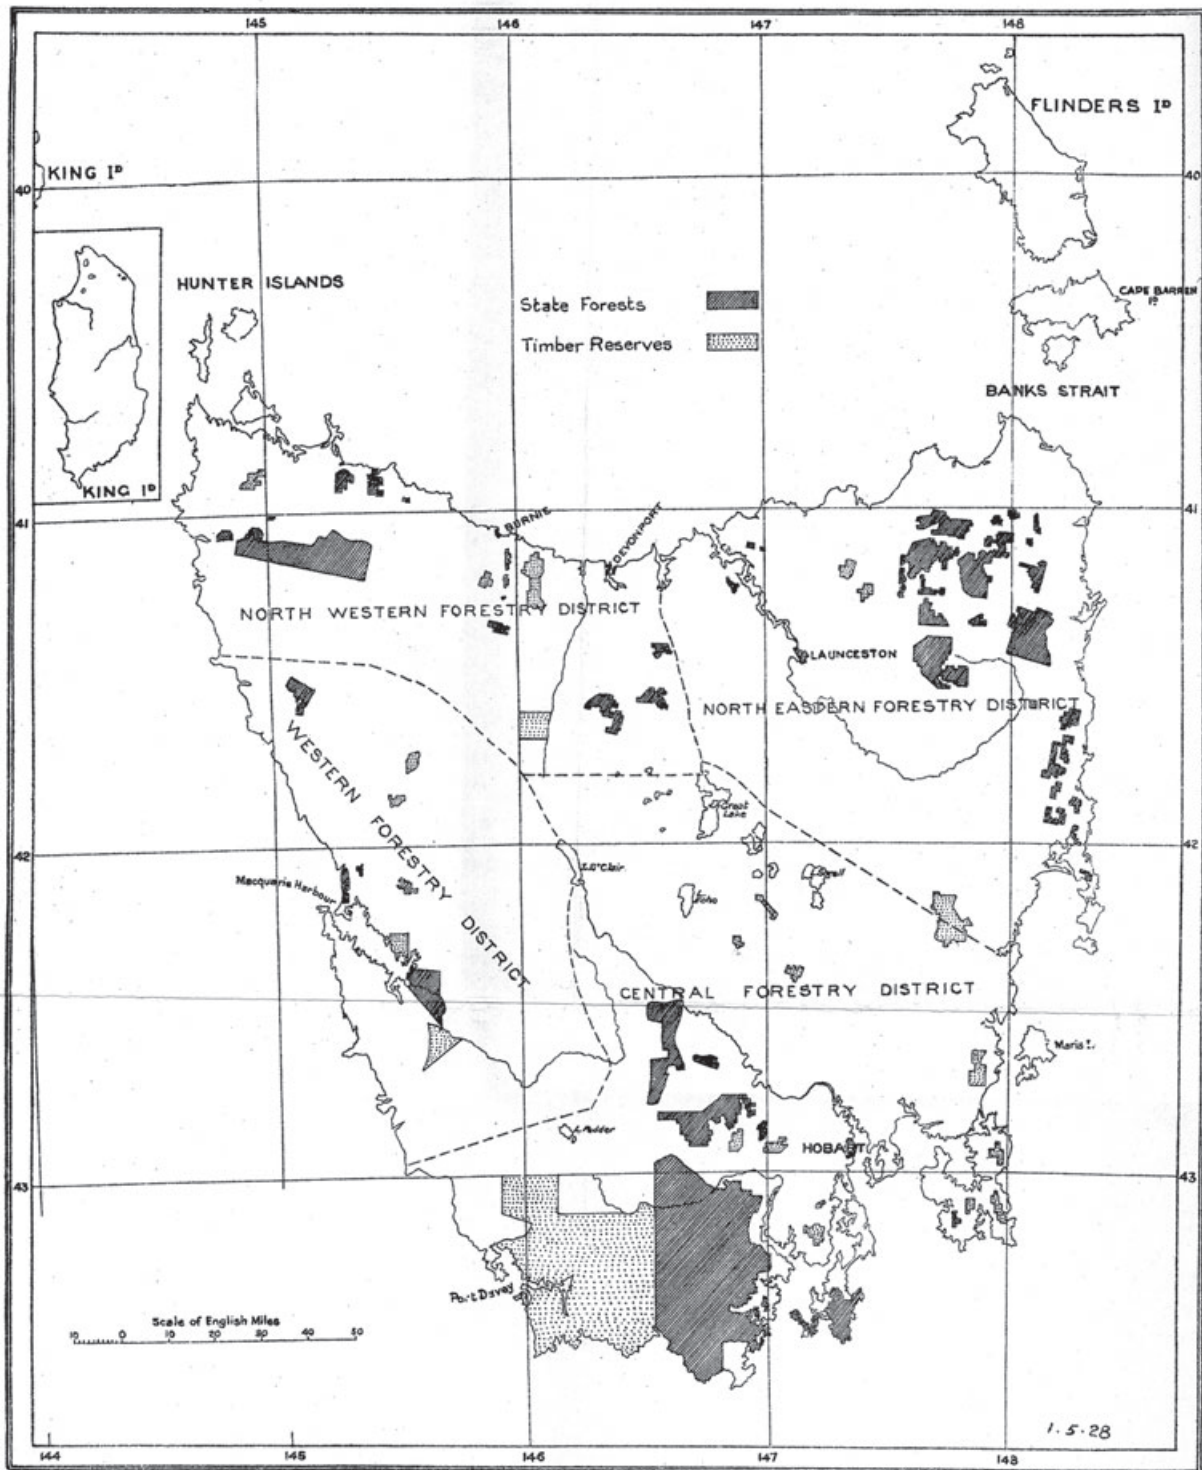 145 146 147 148
FLINDERS Iᴰ
KING Iᴰ
40 40
HUNTER ISLANDS
CAPE BARREN Iᴰ
State Forests
Timber Reserves
BANKS STRAIT
KING Iᴰ
41 41
BURNIE
DEVONPORT
NORTH WESTERN FORESTRY DISTRICT
LAUNCESTON
NORTH EASTERN FORESTRY DISTRICT
WESTERN FORESTRY DISTRICT
Great Lake
42 42
L. Sᵗ Clair.
Macquarie Harbour
L. Echo
CENTRAL FORESTRY DISTRICT
Maria I.
L. Pedder
HOBART
43 43
Port Davey
Scale of English Miles
10 0 10 20 30 40 50
1.5.28
144 145 146 147 148